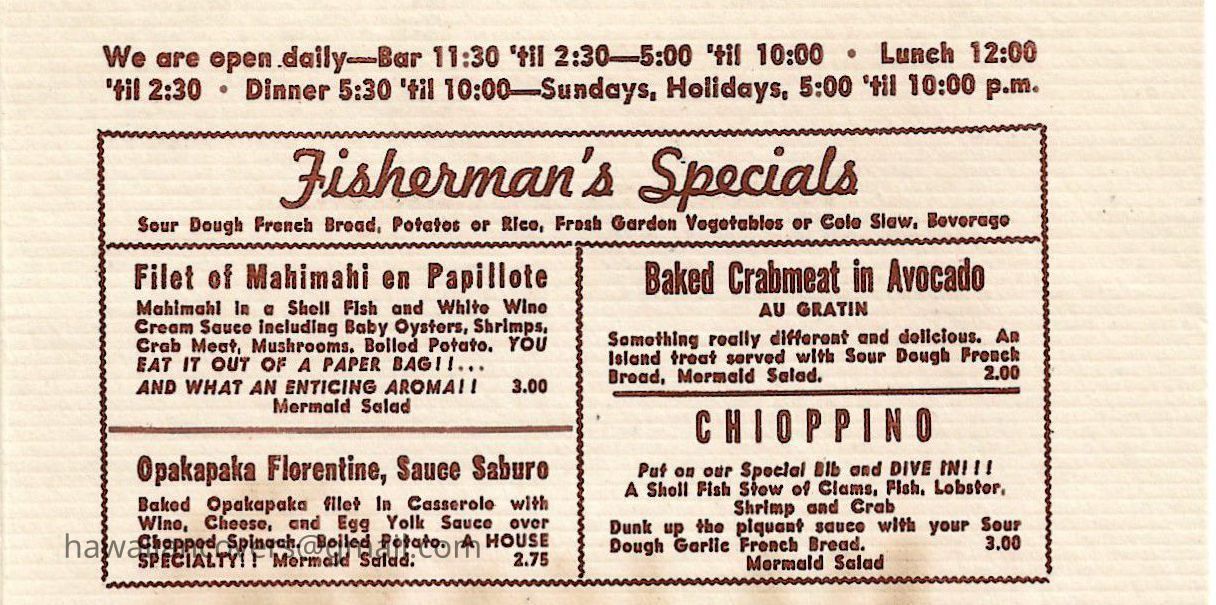 We are open daily—Bar 11:30 'til 2:30—5:00 'til 10:00 • Lunch 12:00
'til 2:30 • Dinner 5:30 'til 10:00—Sundays, Holidays, 5:00 'til 10:00 p.m.
Fisherman's Specials
Sour Dough French Bread, Potatos or Rice, Fresh Garden Vegetables or Cole Slaw, Beverage
Filet of Mahimahi en Papillote
Mahimahi in a Shell Fish and White Wine
Cream Sauce including Baby Oysters, Shrimps,
Crab Meat, Mushrooms. Boiled Potato. YOU
EAT IT OUT OF A PAPER BAG!!...
AND WHAT AN ENTICING AROMA!! 3.00
Mermaid Salad
Opakapaka Florentine, Sauce Saburo
Baked Opakapaka filet in Casserole with
Wine, Cheese, and Egg Yolk Sauce over
Chopped Spinach. Boiled Potato. A HOUSE
SPECIALTY!! Mermaid Salad. 2.75
Baked Crabmeat in Avocado
AU GRATIN
Something really different and delicious. An
Island treat served with Sour Dough French
Bread, Mermaid Salad. 2.00
CHIOPPINO
Put on our Special Bib and DIVE IN!!!
A Shell Fish Stew of Clams, Fish, Lobster,
Shrimp and Crab
Dunk up the piquant sauce with your Sour
Dough Garlic French Bread. 3.00
Mermaid Salad
hawaiiancovers@gmail.com